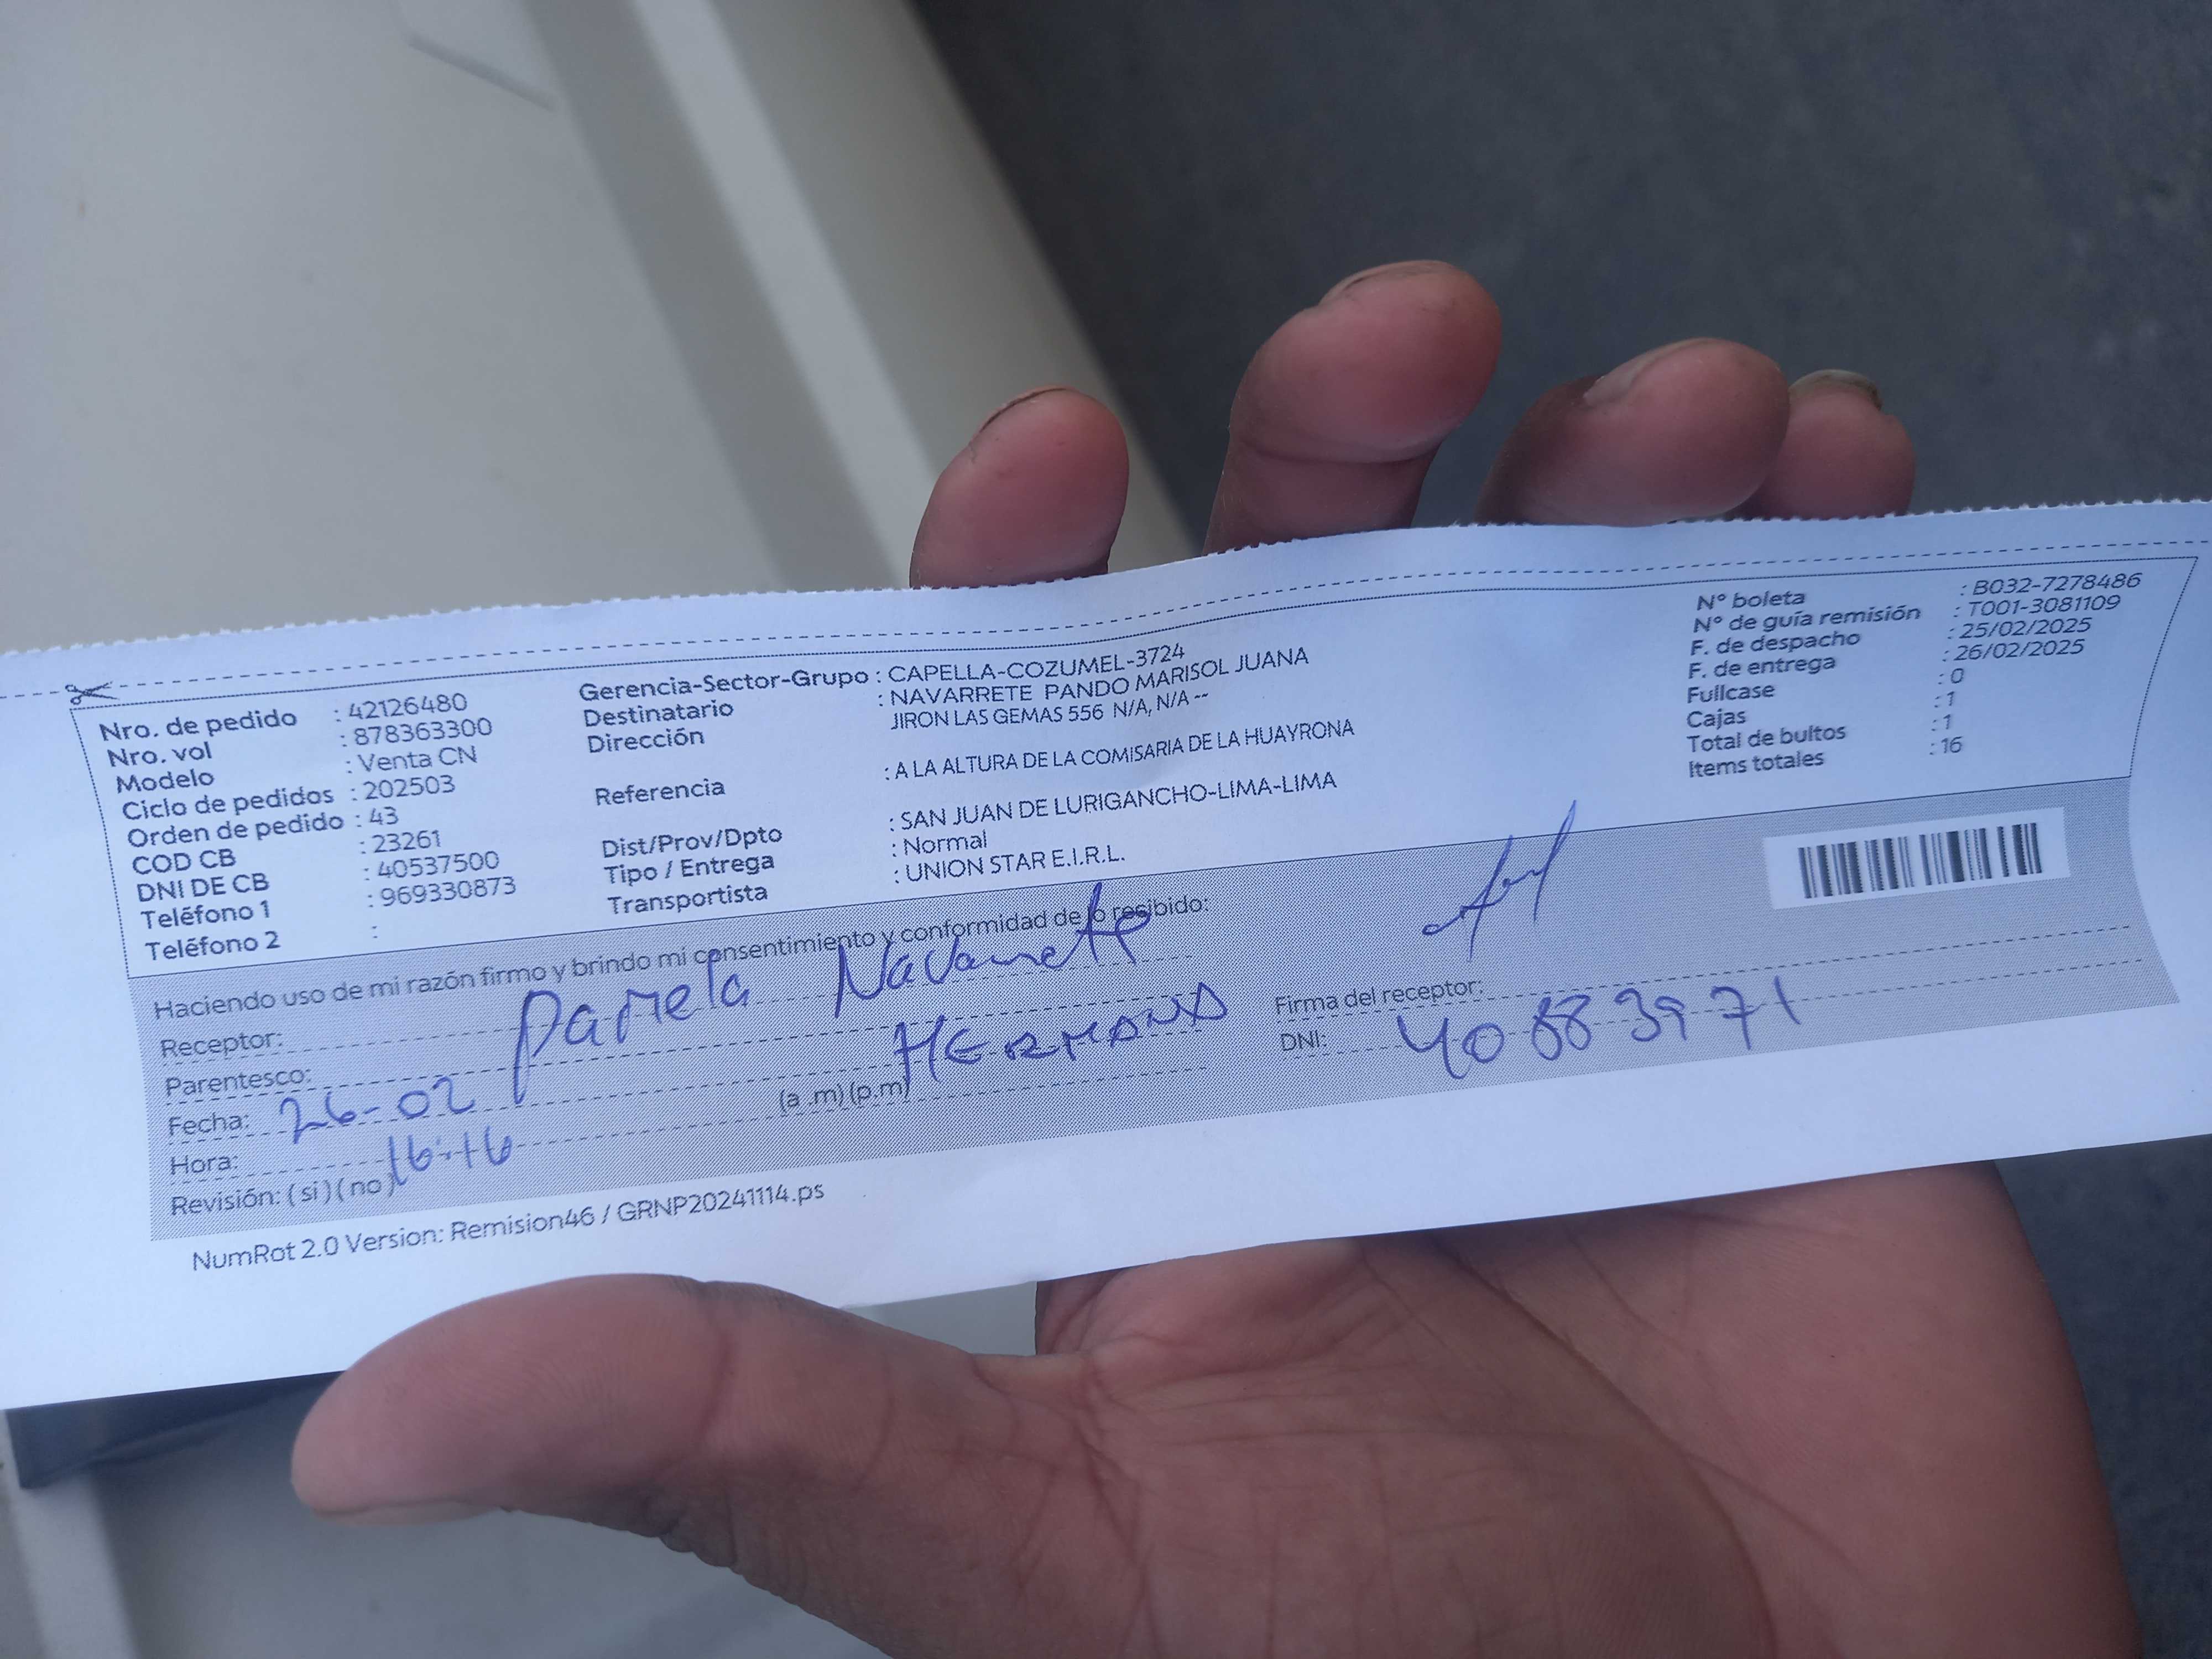 Nro. de pedido : 42126480
Nro. vol : 878363300
Modelo : Venta CN
Ciclo de pedidos : 202503
Orden de pedido : 43
COD CB : 23261
DNI DE CB : 40537500
Teléfono 1 : 969330873
Teléfono 2 :
Gerencia-Sector-Grupo : CAPELLA-COZUMEL-3724
Destinatario : NAVARRETE PANDO MARISOL JUANA
Dirección JIRON LAS GEMAS 556 N/A, N/A --
Referencia : A LA ALTURA DE LA COMISARIA DE LA HUAYRONA
Dist/Prov/Dpto : SAN JUAN DE LURIGANCHO-LIMA-LIMA
Tipo / Entrega : Normal
Transportista : UNION STAR E.I.R.L.
N° boleta : B032-7278486
N° de guía remisión : T001-3081109
F. de despacho : 25/02/2025
F. de entrega : 26/02/2025
Fullcase : 0
Cajas : 1
Total de bultos : 1
Items totales : 16
Haciendo uso de mi razón firmo y brindo mi consentimiento y conformidad de lo recibido:
Receptor: Pamela Navarrete
Parentesco: HERMANA
Fecha: 26-02
Hora: 16:16 (a .m) (p.m)
Revisión: ( si ) ( no )
Firma del receptor:
DNI: 40883971
NumRot 2.0 Version: Remision46 / GRNP20241114.ps